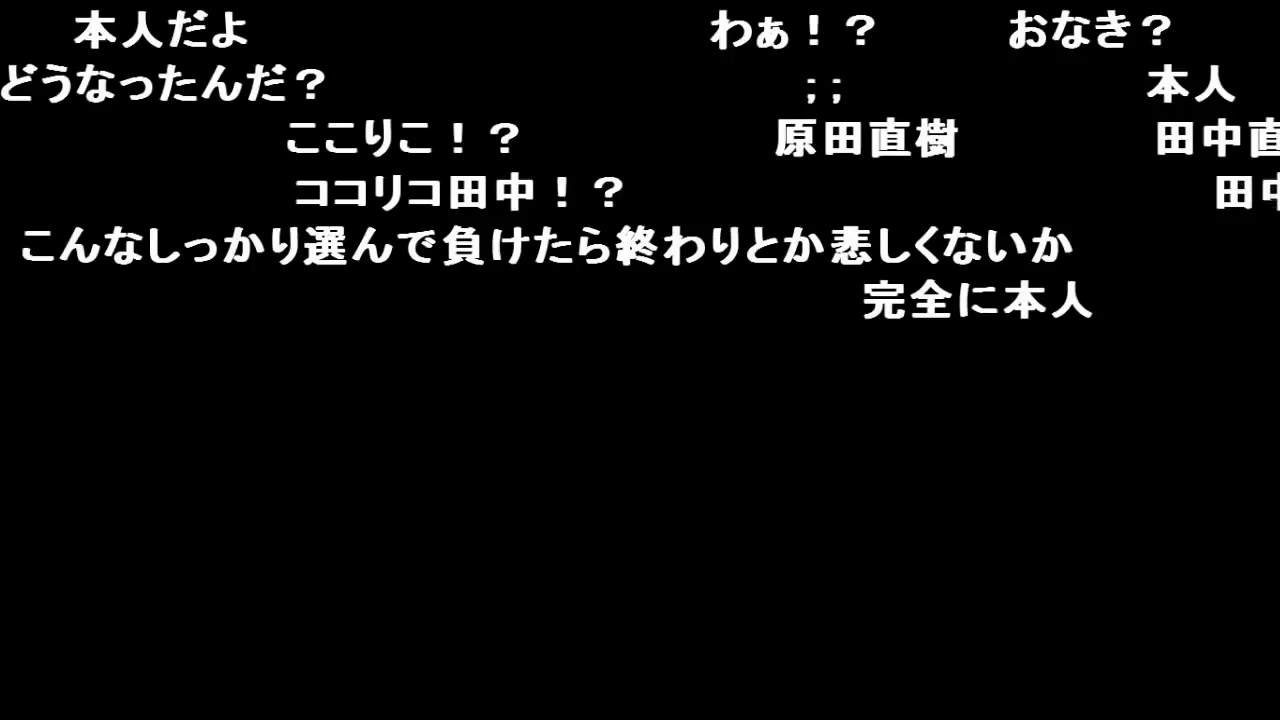 本人だよ わぁ！？ おなき？
どうなったんだ？ ；； 本人
ここりこ！？ 原田直樹 田中直
ココリコ田中！？ 田中
こんなしっかり選んで負けたら終わりとか悲しくないか
完全に本人